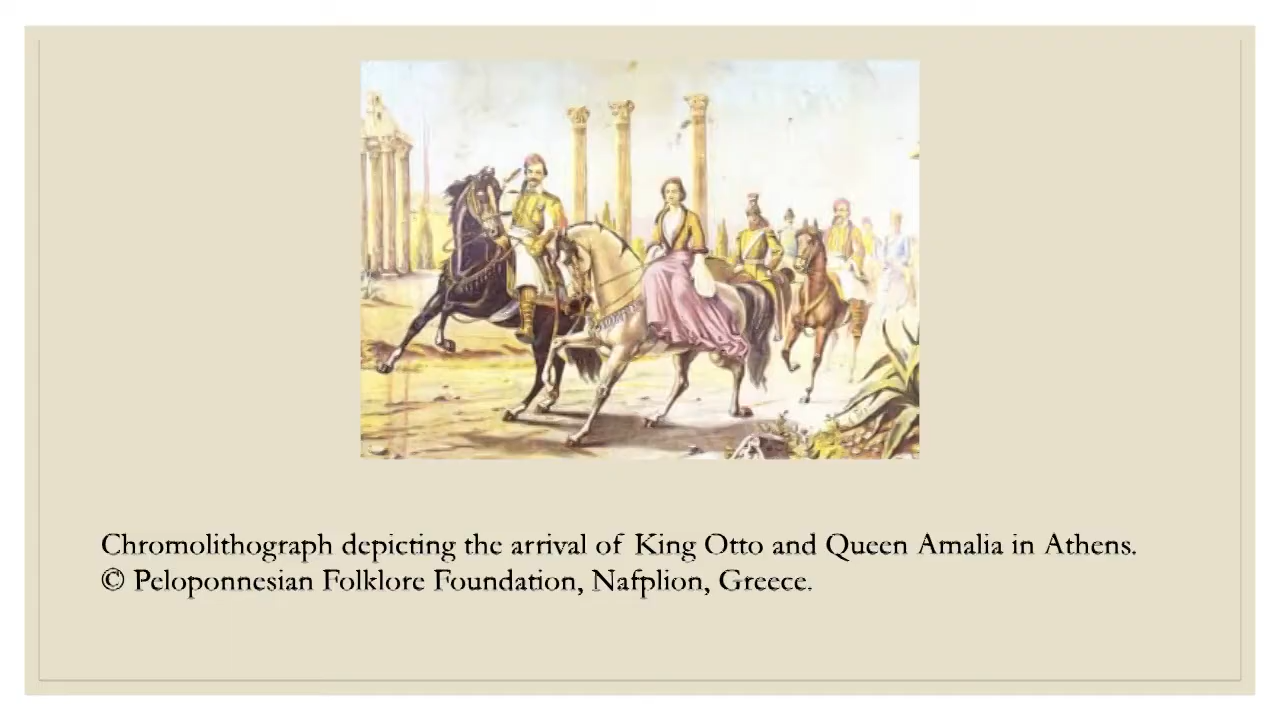 Chromolithograph depicting the arrival of King Otto and Queen Amalia in Athens.
© Peloponnesian Folklore Foundation, Nafplion, Greece.